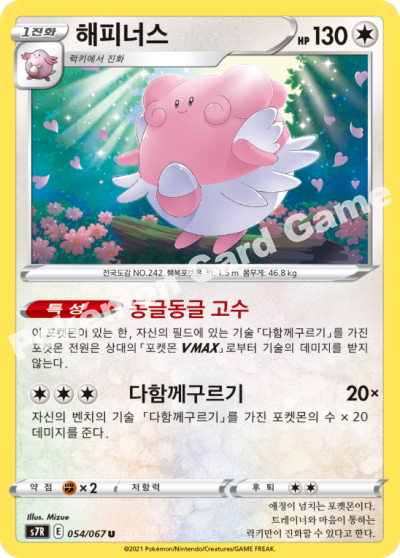 1진화
해피너스
HP 130
럭키에서 진화
전국도감 NO.242 행복포켓몬 키: 1.5 m 몸무게: 46.8 kg
특성 동글동글 고수
이 포켓몬이 있는 한, 자신의 필드에 있는 기술 「다함께구르기」를 가진
포켓몬 전원은 상대의 「포켓몬 VMAX」로부터 기술의 데미지를 받지
않는다.
다함께구르기 20×
자신의 벤치의 기술 「다함께구르기」를 가진 포켓몬의 수 × 20
데미지를 준다.
약점 × 2 저항력 후퇴
Illus. Mizue
s7R E 054/067 U
애정이 넘치는 포켓몬이다.
트레이너와 마음이 통하는
럭키만이 진화할 수 있다고 한다.
©2021 Pokémon/Nintendo/Creatures/GAME FREAK.
Pokémon Card Game